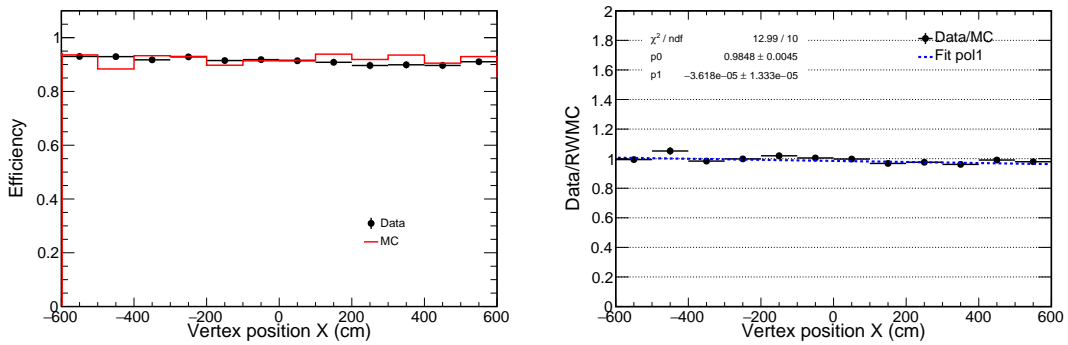 1
0.8
0.6
0.4
0.2
0
Efficiency
Data
MC
−600 −400 −200 0 200 400 600
Vertex position X (cm)
2
1.8
1.6
1.4
1.2
1
0.8
0.6
0.4
0.2
0
Data/RWMC
χ² / ndf 12.99 / 10
p0 0.9848 ± 0.0045
p1 −3.618e−05 ± 1.333e−05
Data/MC
Fit pol1
−600 −400 −200 0 200 400 600
Vertex position X (cm)